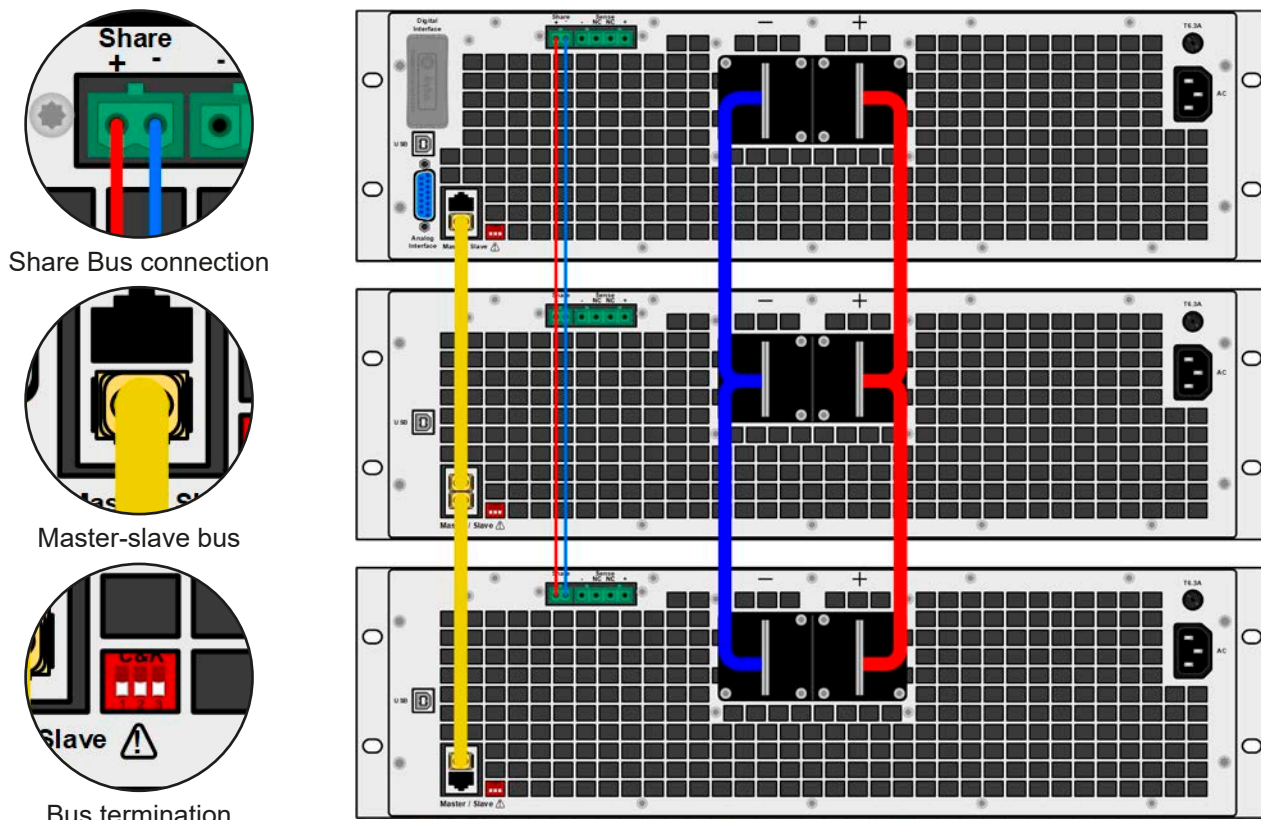 Share
+ -
-
Share Bus connection
Mas Sl
Master-slave bus
C&K
1 2 3
Slave
Bus termination
Digital
Interface
Share Sense
+ - - NC NC +
− +
T6.3A
AC
USB
Analog
Interface
Master / Slave
Share Sense
- NC NC +
− +
T6.3A
AC
USB
Master / Slave
Share Sense
- NC NC +
− +
T6.3A
AC
USB
Master / Slave